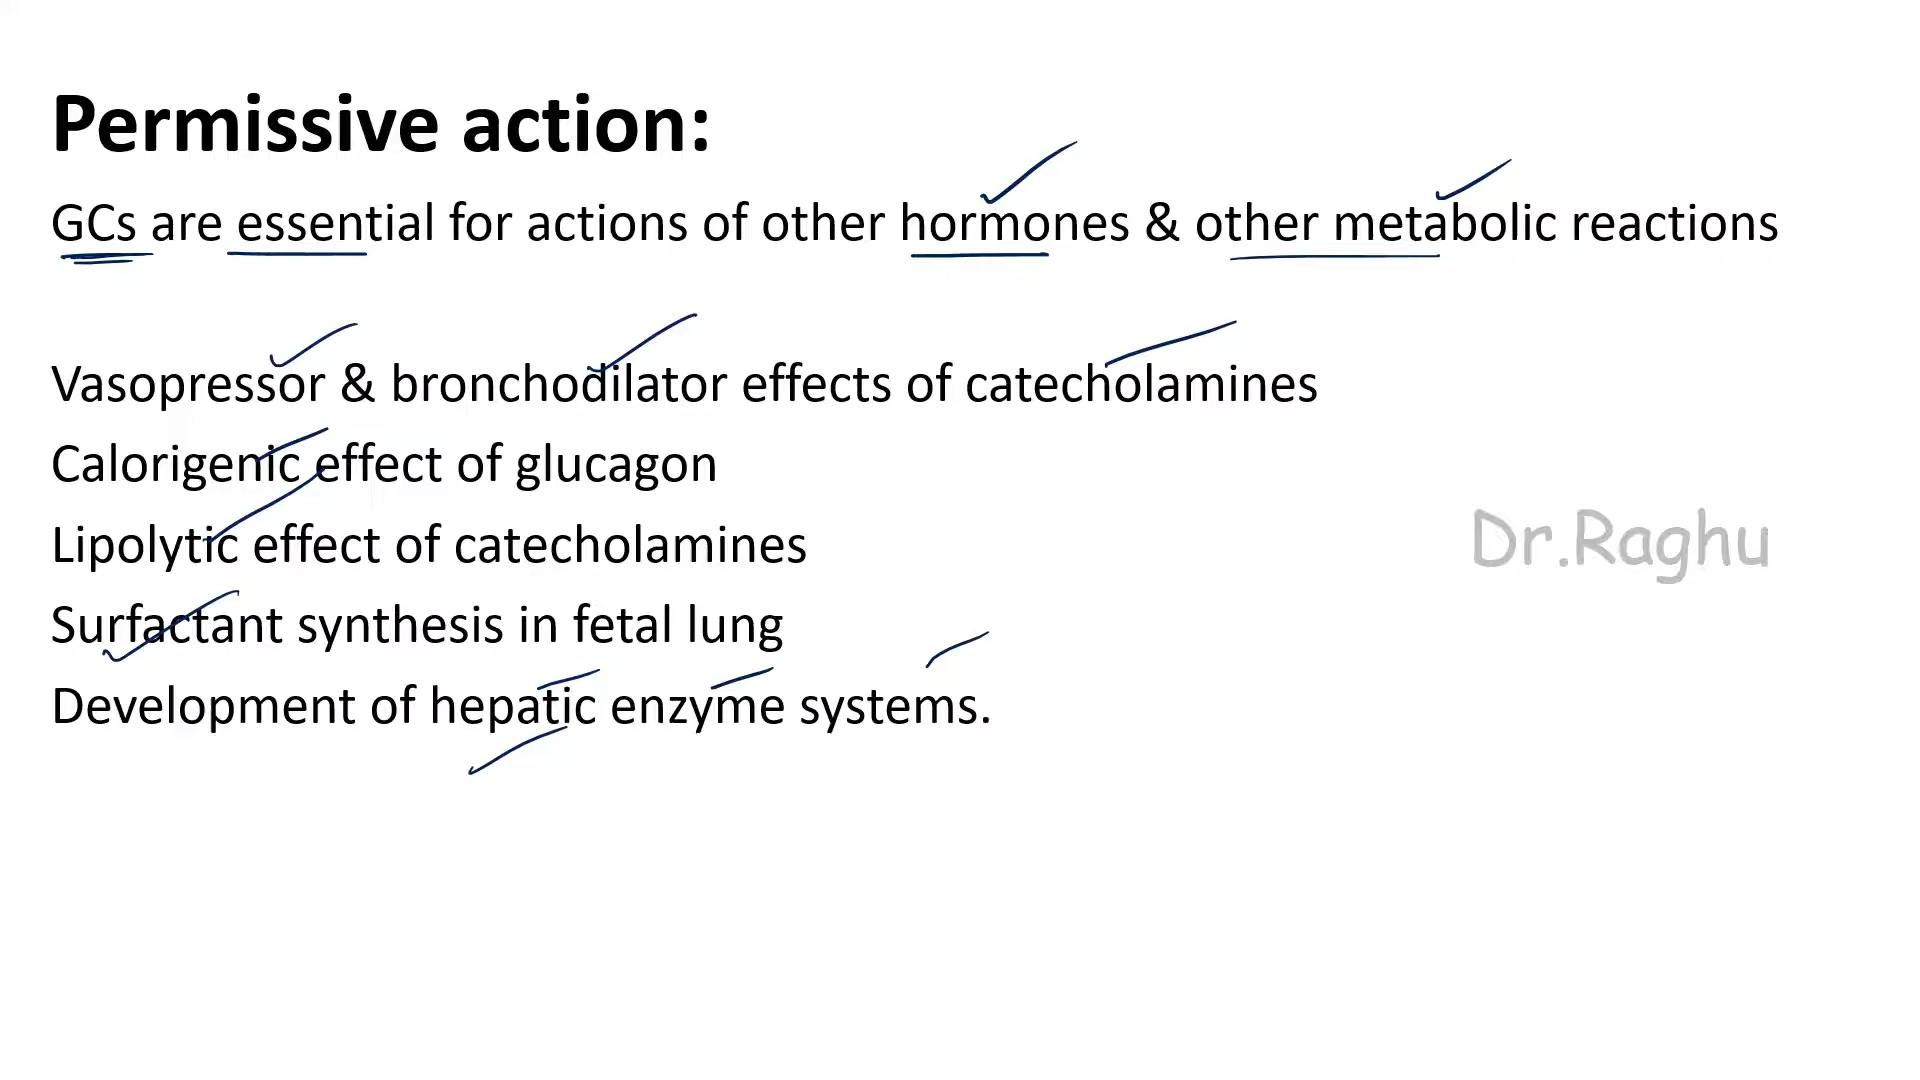 Permissive action:
GCs are essential for actions of other hormones & other metabolic reactions
Vasopressor & bronchodilator effects of catecholamines
Calorigenic effect of glucagon
Lipolytic effect of catecholamines
Dr.Raghu
Surfactant synthesis in fetal lung
Development of hepatic enzyme systems.